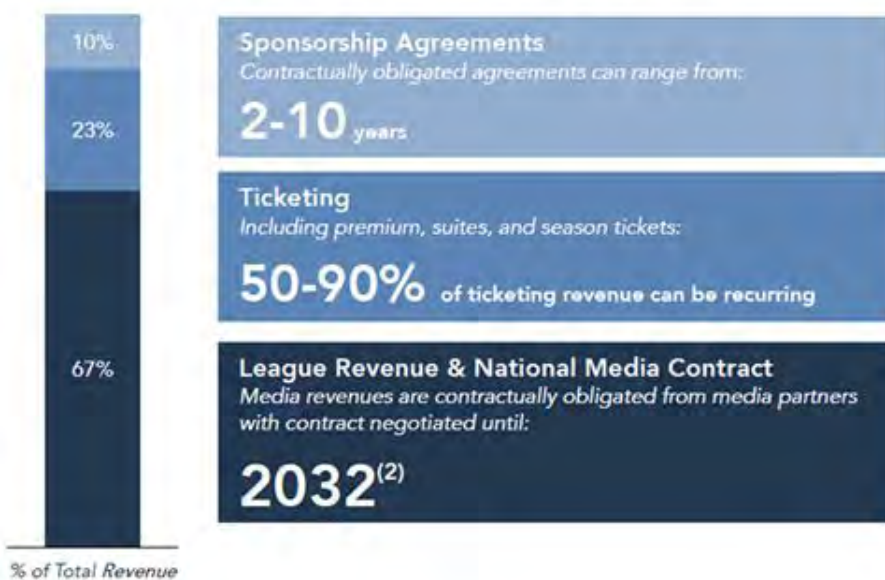 10%
23%
67%
% of Total Revenue
Sponsorship Agreements
Contractually obligated agreements can range from:
2-10 years
Ticketing
Including premium, suites, and season tickets:
50-90% of ticketing revenue can be recurring
League Revenue & National Media Contract
Media revenues are contractually obligated from media partners
with contract negotiated until:
2032(2)